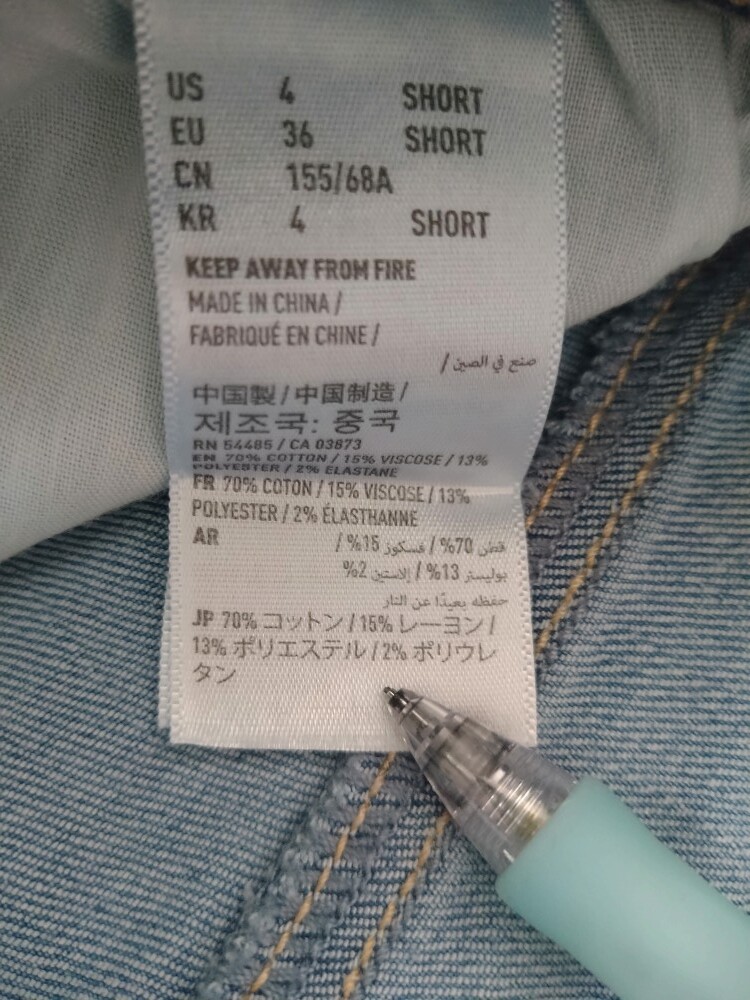 US 4 SHORT
EU 36 SHORT
CN 155/68A
KR 4 SHORT
KEEP AWAY FROM FIRE
MADE IN CHINA /
FABRIQUÉ EN CHINE /
صنع في الصين /
中国製 / 中国制造 /
제조국: 중국
RN 54485 / CA 03873
EN 70% COTTON / 15% VISCOSE / 13%
POLYESTER / 2% ELASTANE
FR 70% COTON / 15% VISCOSE / 13%
POLYESTER / 2% ÉLASTHANNE
AR قطن 70% / فسكوز 15% /
بوليستر 13% / إلاستين 2%
حفظه بعيدًا عن النار
JP 70% コットン / 15% レーヨン /
13% ポリエステル / 2% ポリウレ
タン